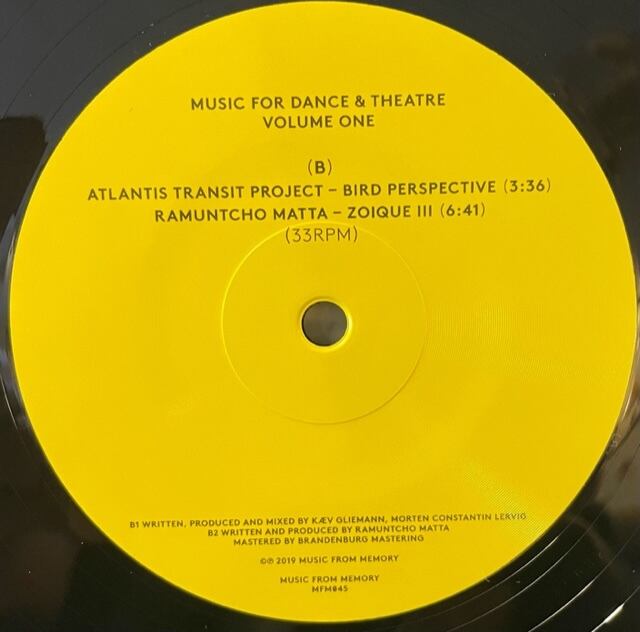 MUSIC FOR DANCE & THEATRE
VOLUME ONE
(B)
ATLANTIS TRANSIT PROJECT – BIRD PERSPECTIVE (3:36)
RAMUNTCHO MATTA – ZOIQUE III (6:41)
(33RPM)
B1 WRITTEN, PRODUCED AND MIXED BY KÆV GLIEMANN, MORTEN CONSTANTIN LERVIG
B2 WRITTEN AND PRODUCED BY RAMUNTCHO MATTA
MASTERED BY BRANDENBURG MASTERING
©℗ 2019 MUSIC FROM MEMORY
MUSIC FROM MEMORY
MFM045